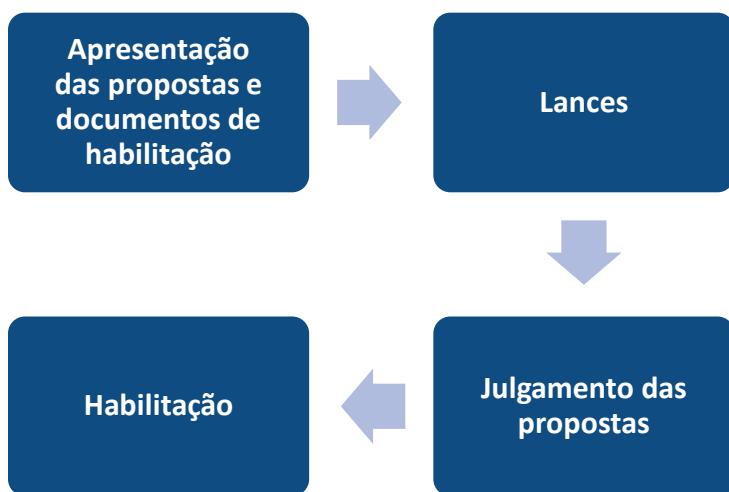 Apresentação
das propostas e
documentos de
habilitação
Lances
Julgamento das
propostas
Habilitação